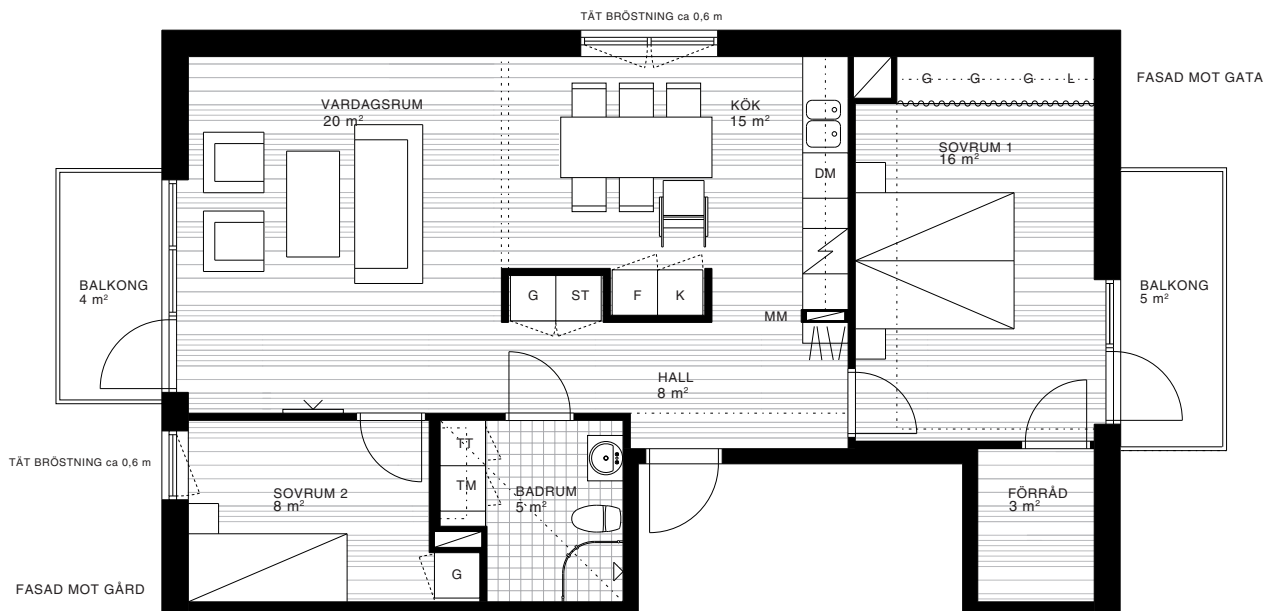 TÄT BRÖSTNING ca 0,6 m
FASAD MOT GATA
G G G L
VARDAGSRUM
20 m²
KÖK
15 m²
SOVRUM 1
16 m²
DM
BALKONG
4 m²
BALKONG
5 m²
G ST F K
MM
HALL
8 m²
TÄT BRÖSTNING ca 0,6 m
TT
TM
SOVRUM 2
8 m²
BADRUM
5 m²
FÖRRÅD
3 m²
G
FASAD MOT GÅRD